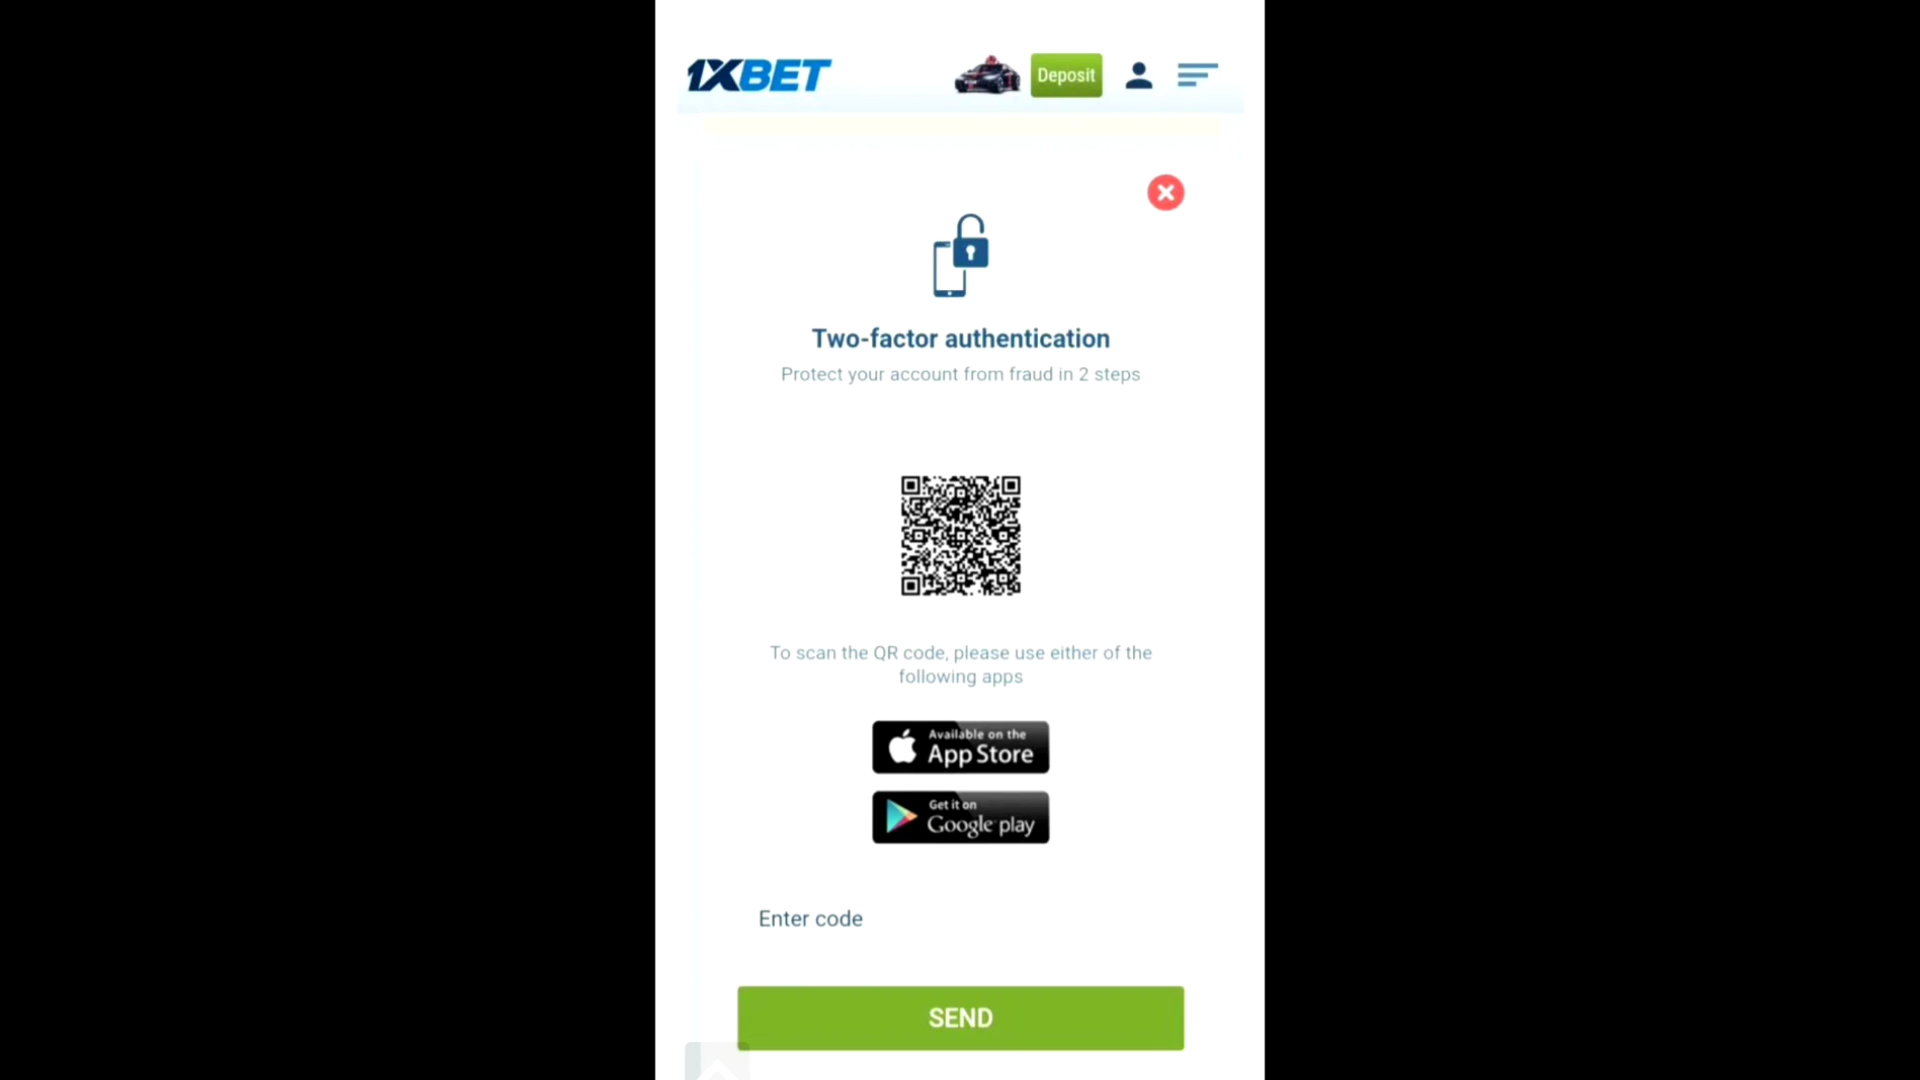 1XBET
Deposit
Two-factor authentication
Protect your account from fraud in 2 steps
To scan the QR code, please use either of the
following apps
Available on the
App Store
Get it on
Google play
Enter code
SEND